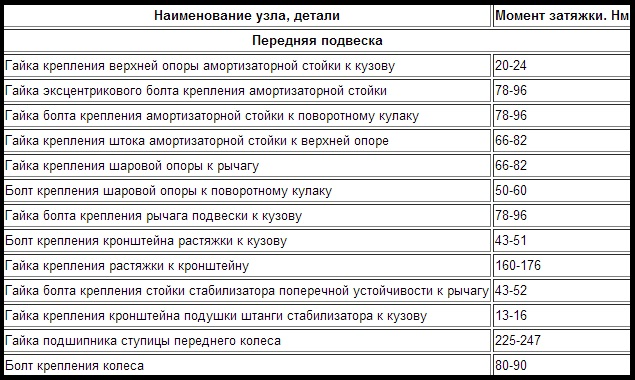 Наименование узла, детали Момент затяжки. Нм
Передняя подвеска
Гайка крепления верхней опоры амортизаторной стойки к кузову 20-24
Гайка эксцентрикового болта крепления амортизаторной стойки 78-96
Гайка болта крепления амортизаторной стойки к поворотному кулаку 78-96
Гайка крепления штока амортизаторной стойки к верхней опоре 66-82
Гайка крепления шаровой опоры к рычагу 66-82
Болт крепления шаровой опоры к поворотному кулаку 50-60
Гайка болта крепления рычага подвески к кузову 78-96
Болт крепления кронштейна растяжки к кузову 43-51
Гайка крепления растяжки к кронштейну 160-176
Гайка болта крепления стойки стабилизатора поперечной устойчивости к рычагу 43-52
Гайка крепления кронштейна подушки штанги стабилизатора к кузову 13-16
Гайка подшипника ступицы переднего колеса 225-247
Болт крепления колеса 80-90